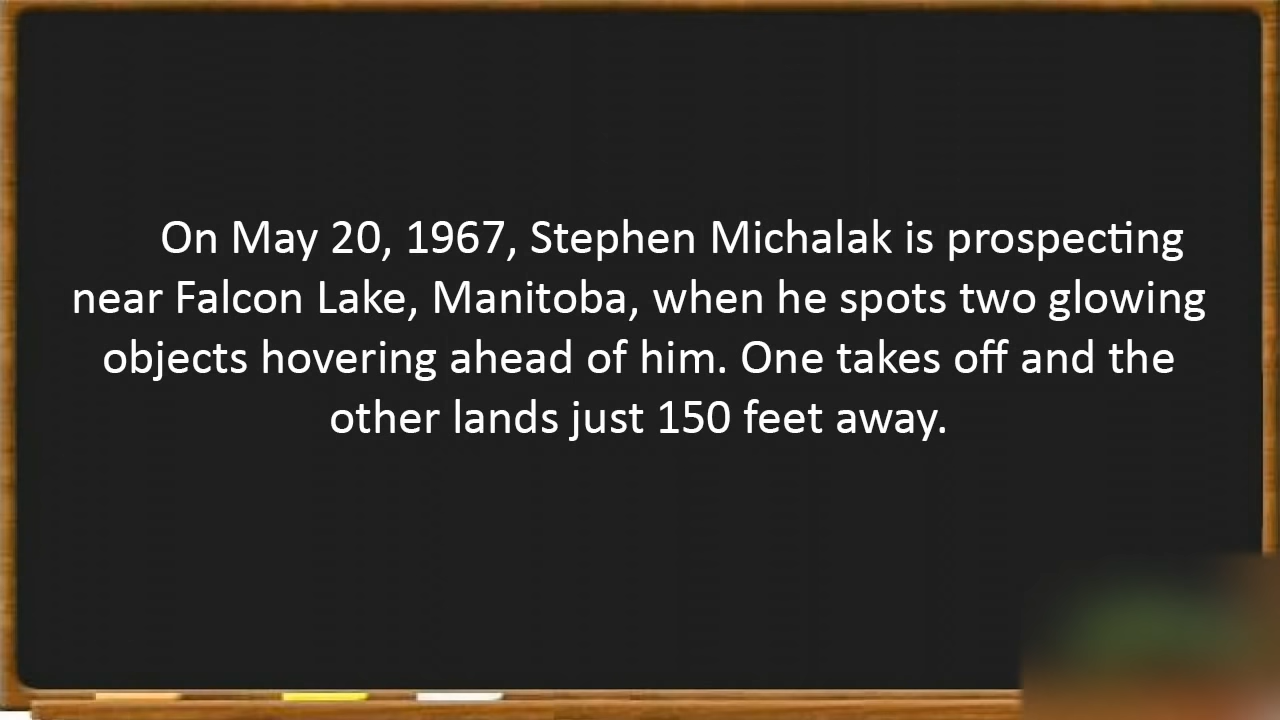 On May 20, 1967, Stephen Michalak is prospecting
near Falcon Lake, Manitoba, when he spots two glowing
objects hovering ahead of him. One takes off and the
other lands just 150 feet away.